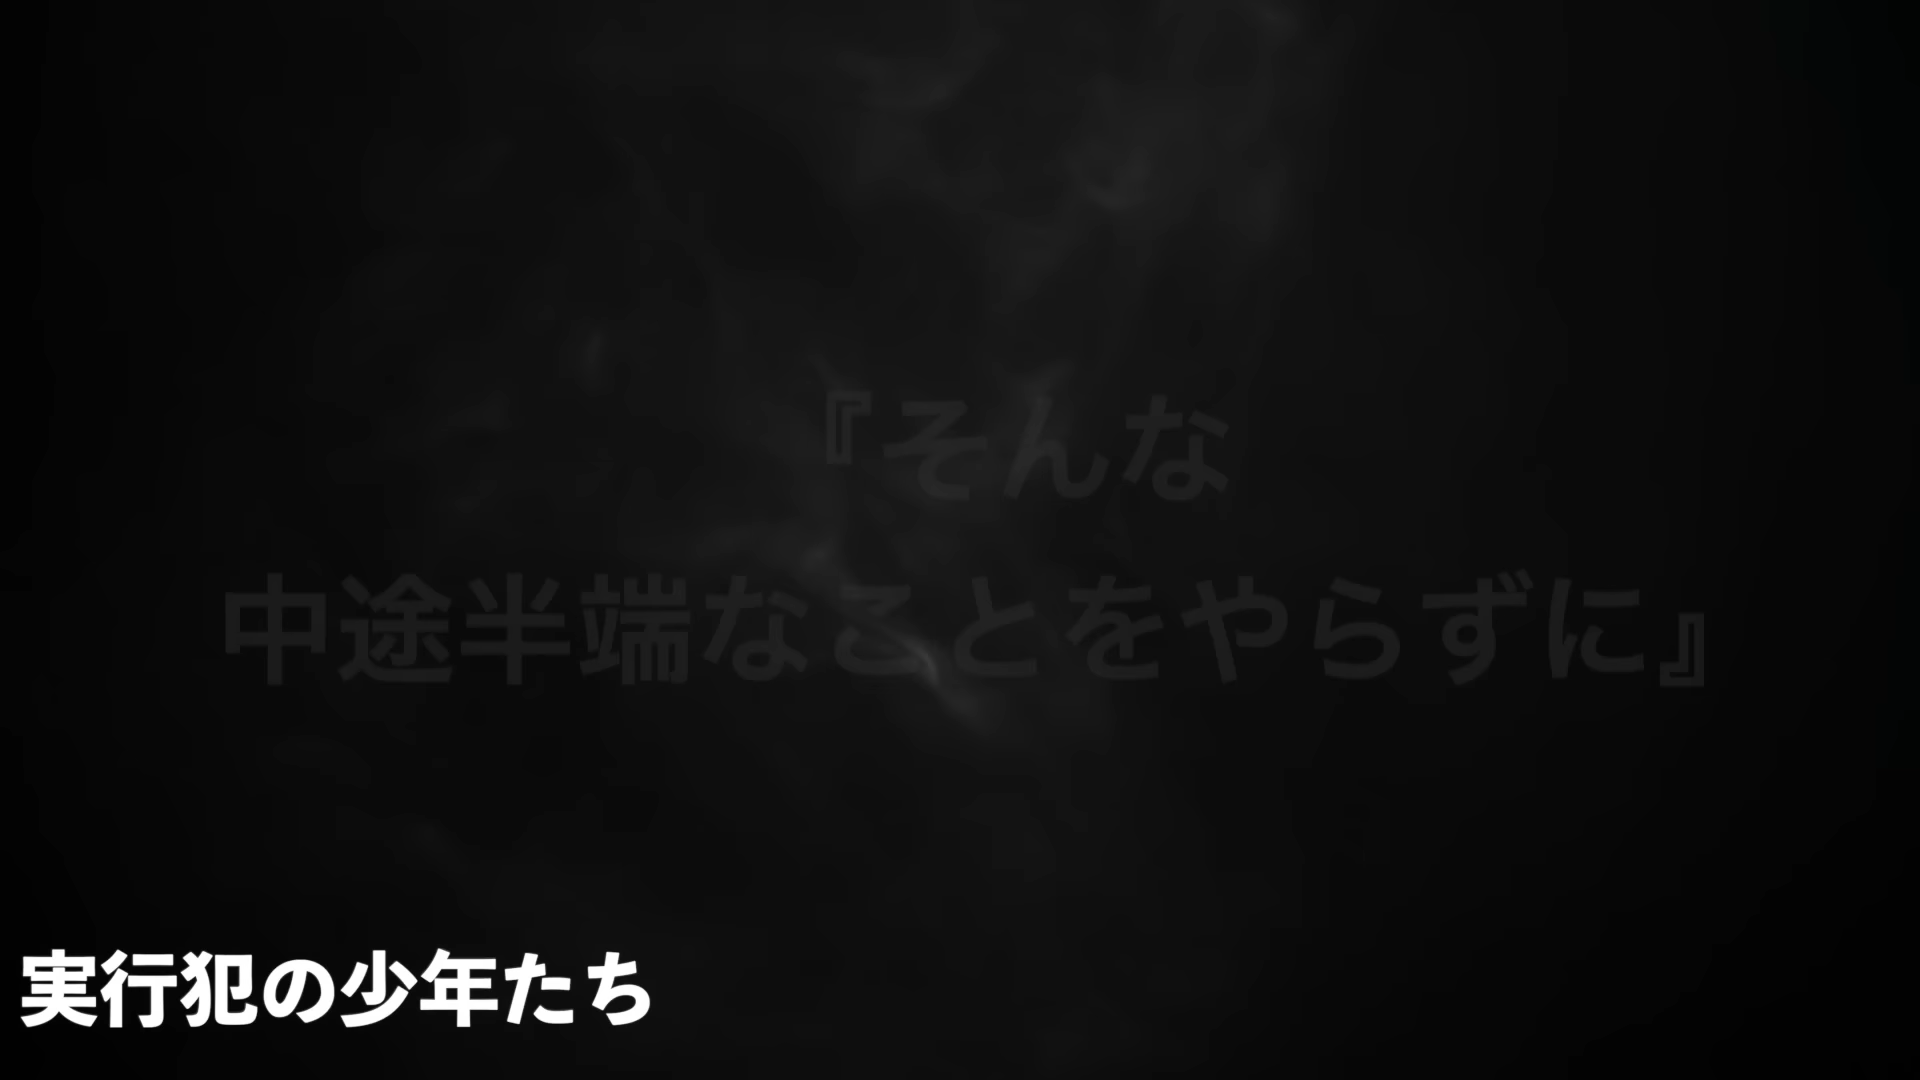 『そんな
中途半端なことをやらずに』
実行犯の少年たち